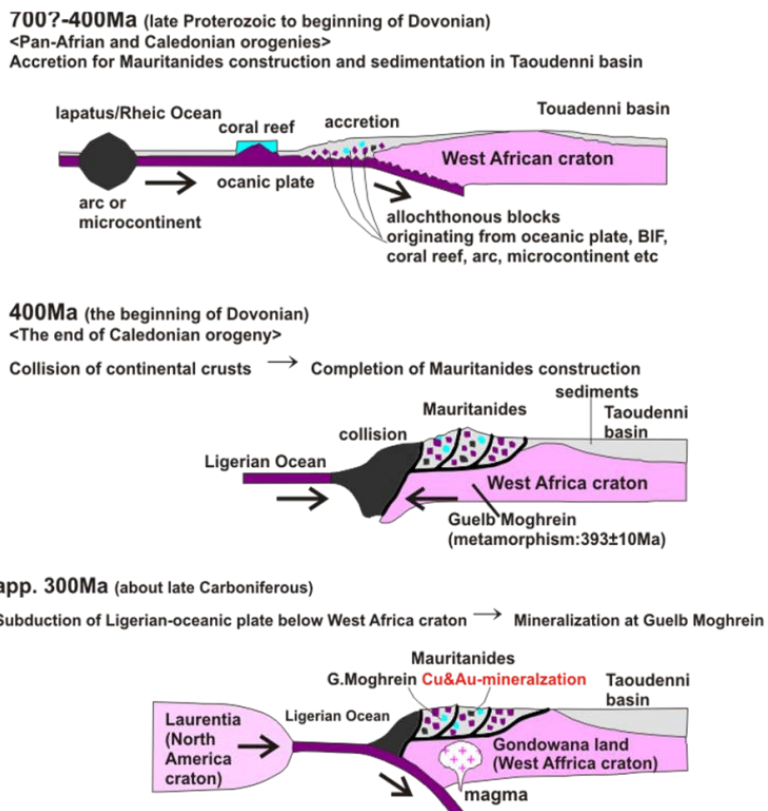 700?-400Ma (late Proterozoic to beginning of Dovonian)
<Pan-Afrian and Caledonian orogenies>
Accretion for Mauritanides construction and sedimentation in Taoudenni basin
Iapatus/Rheic Ocean
coral reef
accretion
Touadenni basin
West African craton
ocanic plate
arc or
microcontinent
allochthonous blocks
originating from oceanic plate, BIF,
coral reef, arc, microcontinent etc
400Ma (the beginning of Dovonian)
<The end of Caledonian orogeny>
Collision of continental crusts → Completion of Mauritanides construction
sediments
Mauritanides
Taoudenni
basin
collision
Ligerian Ocean
West Africa craton
Guelb Moghrein
(metamorphism:393±10Ma)
app. 300Ma (about late Carboniferous)
Subduction of Ligerian-oceanic plate below West Africa craton → Mineralization at Guelb Moghrein
Mauritanides
G.Moghrein Cu&Au-mineralzation
Taoudenni
basin
Laurentia
(North
America
craton)
Ligerian Ocean
Gondowana land
(West Affrica craton)
magma